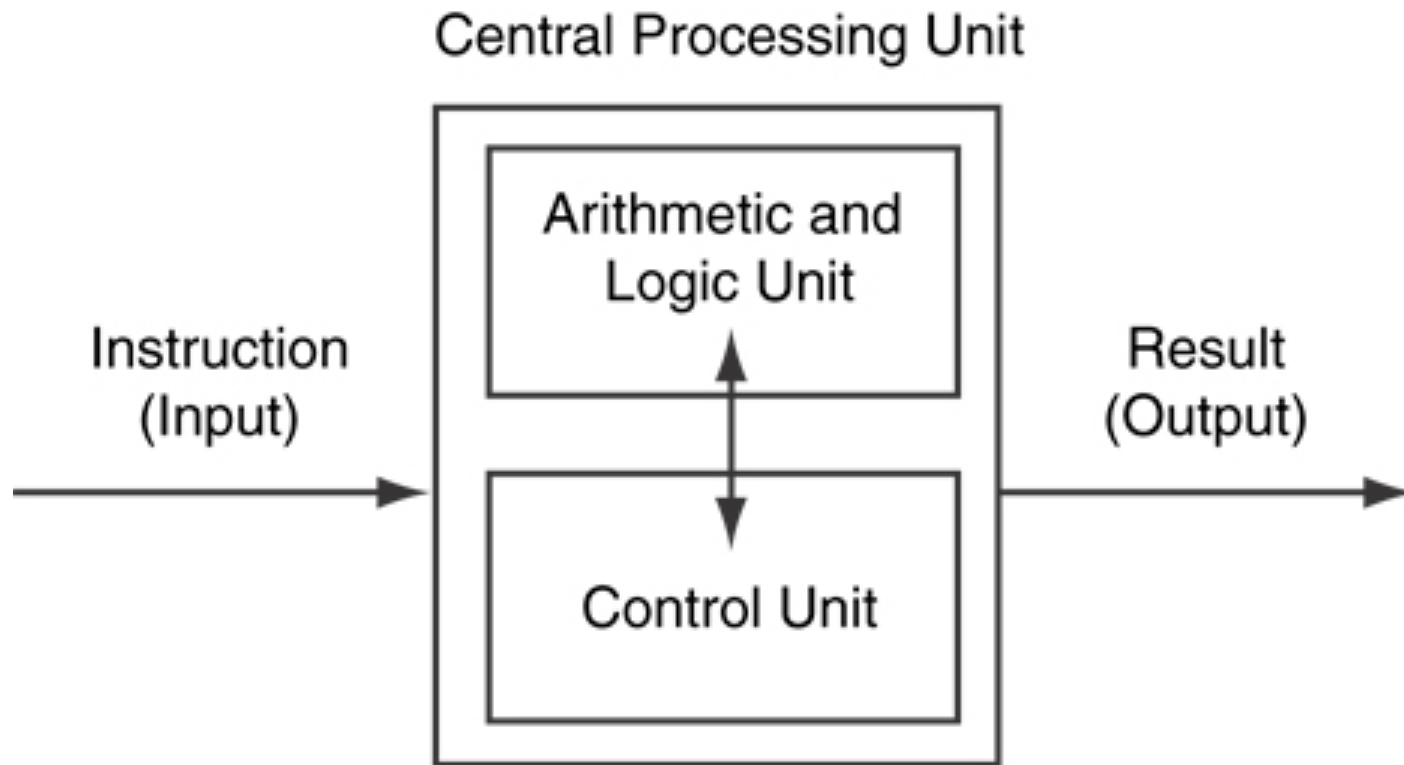 Central Processing Unit
Arithmetic and
Logic Unit
Instruction
(Input)
Result
(Output)
Control Unit